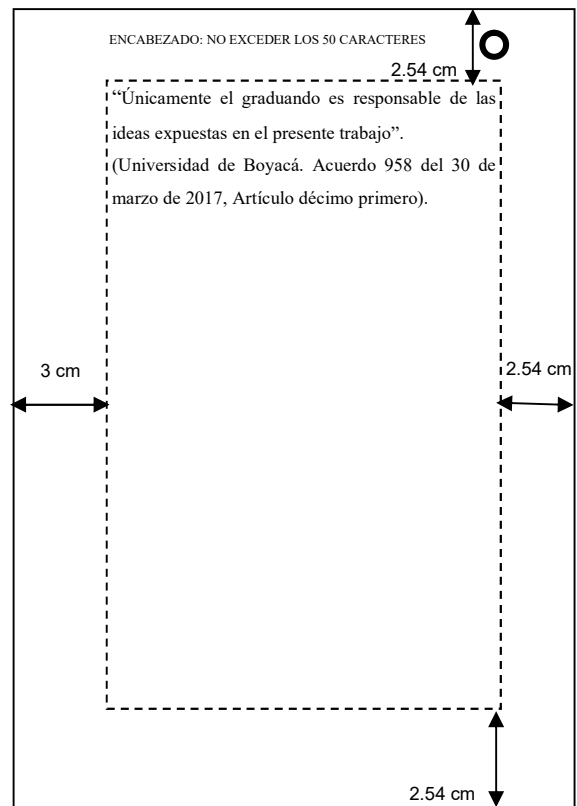 ENCABEZADO: NO EXCEDER LOS 50 CARACTERES
2.54 cm
“Únicamente el graduando es responsable de las
ideas expuestas en el presente trabajo”.
(Universidad de Boyacá. Acuerdo 958 del 30 de
marzo de 2017, Artículo décimo primero).
3 cm
2.54 cm
2.54 cm